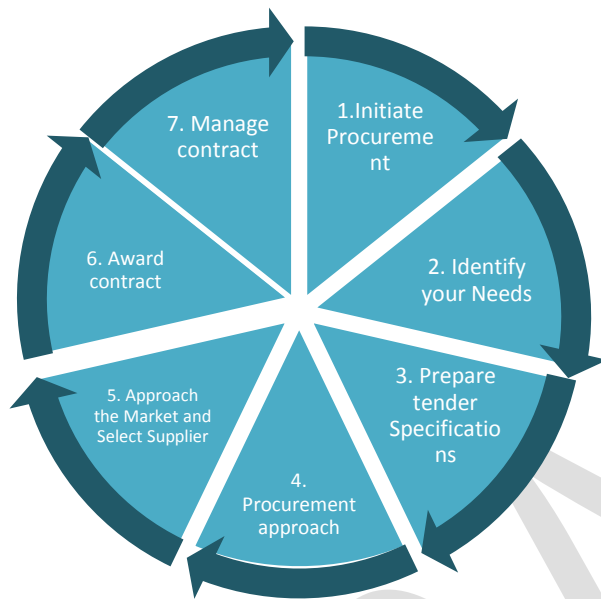 1.Initiate
Procureme
nt
2. Identify
your Needs
3. Prepare
tender
Specificatio
ns
4.
Procurement
approach
5. Approach
the Market and
Select Supplier
6. Award
contract
7. Manage
contract